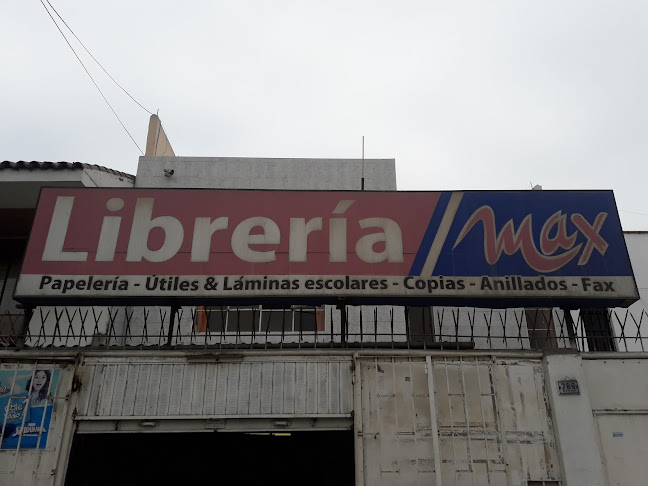 Librería Max
Papelería - Útiles & Láminas escolares - Copias - Anillados - Fax